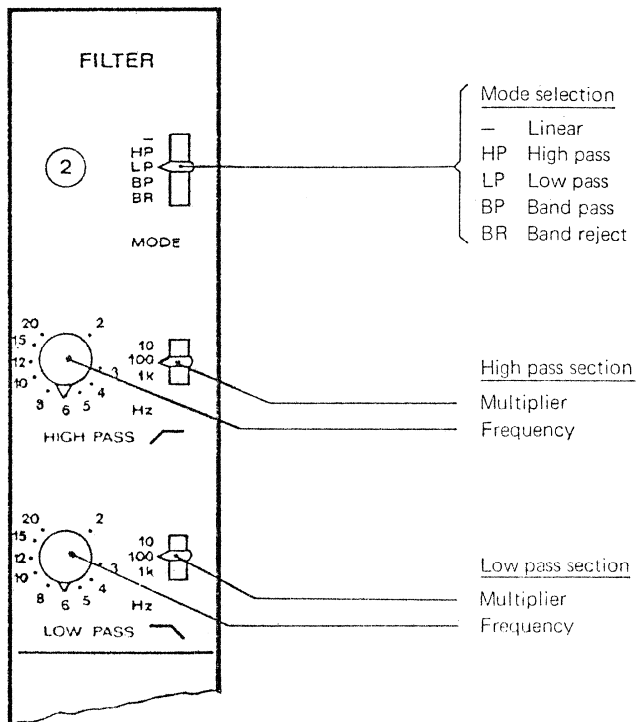 FILTER
2
–
HP
LP
BP
BR
MODE
Mode selection
– Linear
HP High pass
LP Low pass
BP Band pass
BR Band reject
20 2
15
12 3
10 4
8 6 5
10
100
1k
Hz
HIGH PASS
High pass section
Multiplier
Frequency
20 2
15
12 3
10 4
8 6 5
10
100
1k
Hz
LOW PASS
Low pass section
Multiplier
Frequency